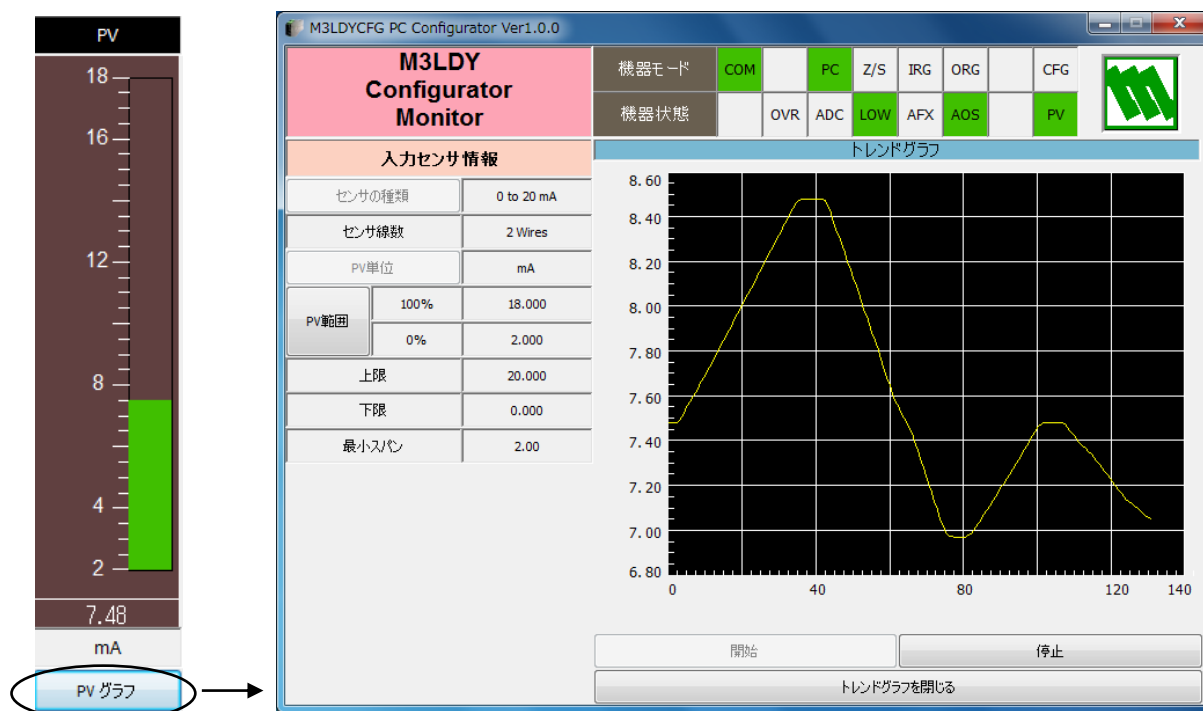 PV
18
16
12
8
4
2
7.48
mA
PV グラフ
M3LDYCFG PC Configurator Ver1.0.0
M3LDY
Configurator
Monitor
機器モード COM PC Z/S IRG ORG CFG
機器状態 OVR ADC LOW AFX AOS PV
入力センサ情報
センサの種類 0 to 20 mA
センサ線数 2 Wires
PV単位 mA
PV範囲
100% 18.000
0% 2.000
上限 20.000
下限 0.000
最小スパン 2.00
トレンドグラフ
8.60
8.40
8.20
8.00
7.80
7.60
7.40
7.20
7.00
6.80
0 40 80 120 140
開始 停止
トレンドグラフを閉じる